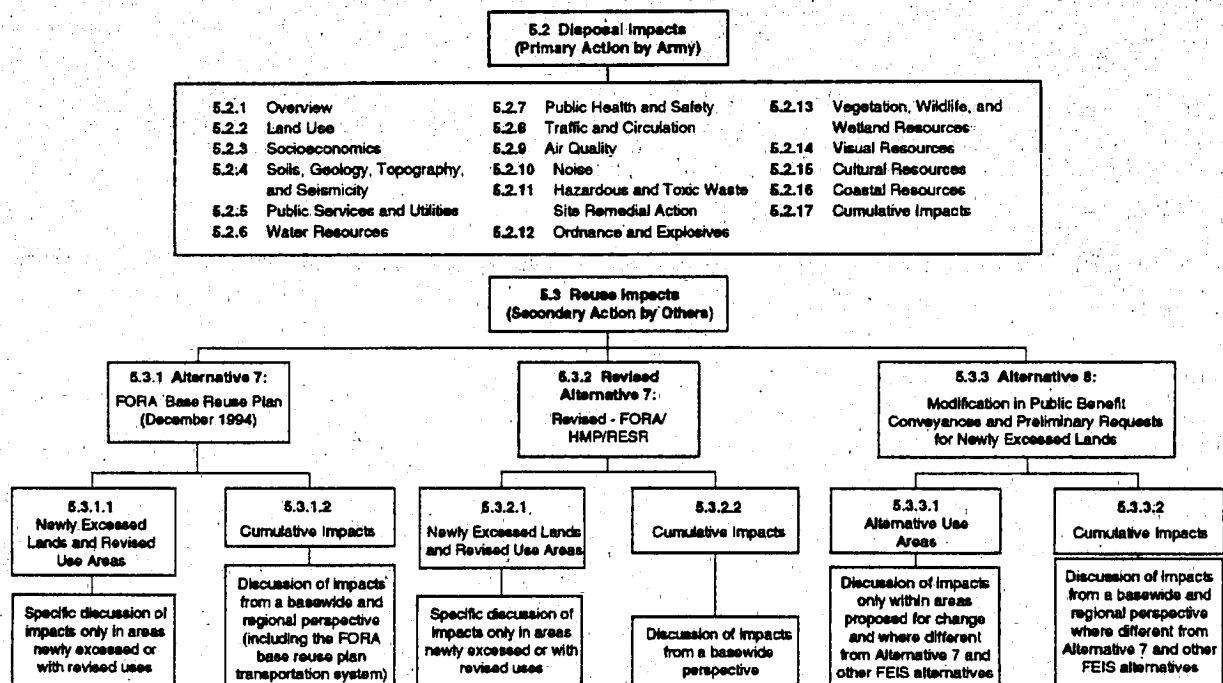 5.2 Disposal Impacts
(Primary Action by Army)
5.2.1 Overview
5.2.2 Land Use
5.2.3 Socioeconomics
5.2.4 Soils, Geology, Topography,
and Seismicity
5.2.5 Public Services and Utilities
5.2.6 Water Resources
5.2.7 Public Health and Safety
5.2.8 Traffic and Circulation
5.2.9 Air Quality
5.2.10 Noise
5.2.11 Hazardous and Toxic Waste
Site Remedial Action
5.2.12 Ordnance and Explosives
5.2.13 Vegetation, Wildlife, and
Wetland Resources
5.2.14 Visual Resources
5.2.15 Cultural Resources
5.2.16 Coastal Resources
5.2.17 Cumulative Impacts
5.3 Reuse Impacts
(Secondary Action by Others)
5.3.1 Alternative 7:
FORA Base Reuse Plan
(December 1994)
5.3.2 Revised
Alternative 7:
Revised - FORA/
HMP/RESR
5.3.3 Alternative 8:
Modification in Public Benefit
Conveyances and Preliminary Requests
for Newly Excessed Lands
5.3.1.1
Newly Excessed
Lands and Revised
Use Areas
5.3.1.2
Cumulative Impacts
5.3.2.1
Newly Excessed Lands
and Revised Use Areas
5.3.2.2
Cumulative Impacts
5.3.3.1
Alternative Use
Areas
5.3.3.2
Cumulative Impacts
Specific discussion of
impacts only in areas
newly excessed or
with revised uses
Discussion of impacts
from a basewide and
regional perspective
(including the FORA
base reuse plan
transportation system)
Specific discussion of
impacts only in areas
newly excessed or with
revised uses
Discussion of impacts
from a basewide
perspective
Discussion of impacts
only within areas
proposed for change
and where different
from Alternative 7 and
other FEIS alternatives
Discussion of impacts
from a basewide and
regional perspective
where different from
Alternative 7 and other
FEIS alternatives